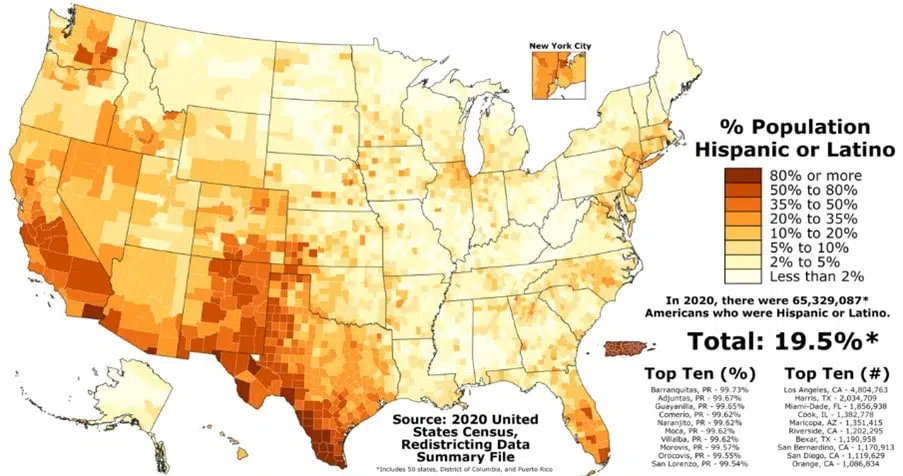 New York City
% Population
Hispanic or Latino
80% or more
50% to 80%
35% to 50%
20% to 35%
10% to 20%
5% to 10%
2% to 5%
Less than 2%
In 2020, there were 65,329,087*
Americans who were Hispanic or Latino.
Total: 19.5%*
Top Ten (%)
Barranquitas, PR - 99.73%
Adjuntas, PR - 99.67%
Guayanilla, PR - 99.65%
Comerío, PR - 99.62%
Naranjito, PR - 99.62%
Moca, PR - 99.62%
Villalba, PR - 99.62%
Morovis, PR - 99.57%
Orocovis, PR - 99.55%
San Lorenzo, PR - 99.54%
Top Ten (#)
Los Angeles, CA - 4,804,763
Harris, TX - 2,034,709
Miami-Dade, FL - 1,856,938
Cook, IL - 1,382,778
Maricopa, AZ - 1,351,415
Riverside, CA - 1,202,295
Bexar, TX - 1,190,958
San Bernardino, CA - 1,170,913
San Diego, CA - 1,119,629
Orange, CA - 1,086,834
Source: 2020 United
States Census,
Redistricting Data
Summary File
*Includes 50 states, District of Columbia, and Puerto Rico